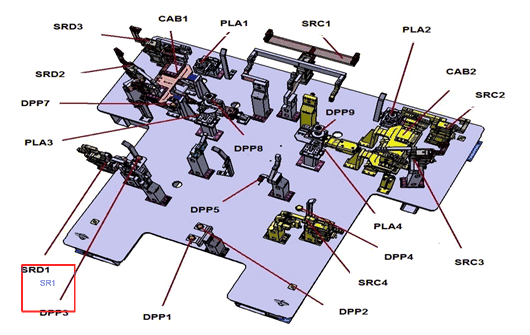 SRD3
CAB1
PLA1
SRC1
PLA2
SRD2
CAB2
DPP7
SRC2
DPP9
PLA3
DPP8
DPP5
PLA4
SRD1
DPP4
SRC3
SR1
SRC4
DPP3
DPP1
DPP2